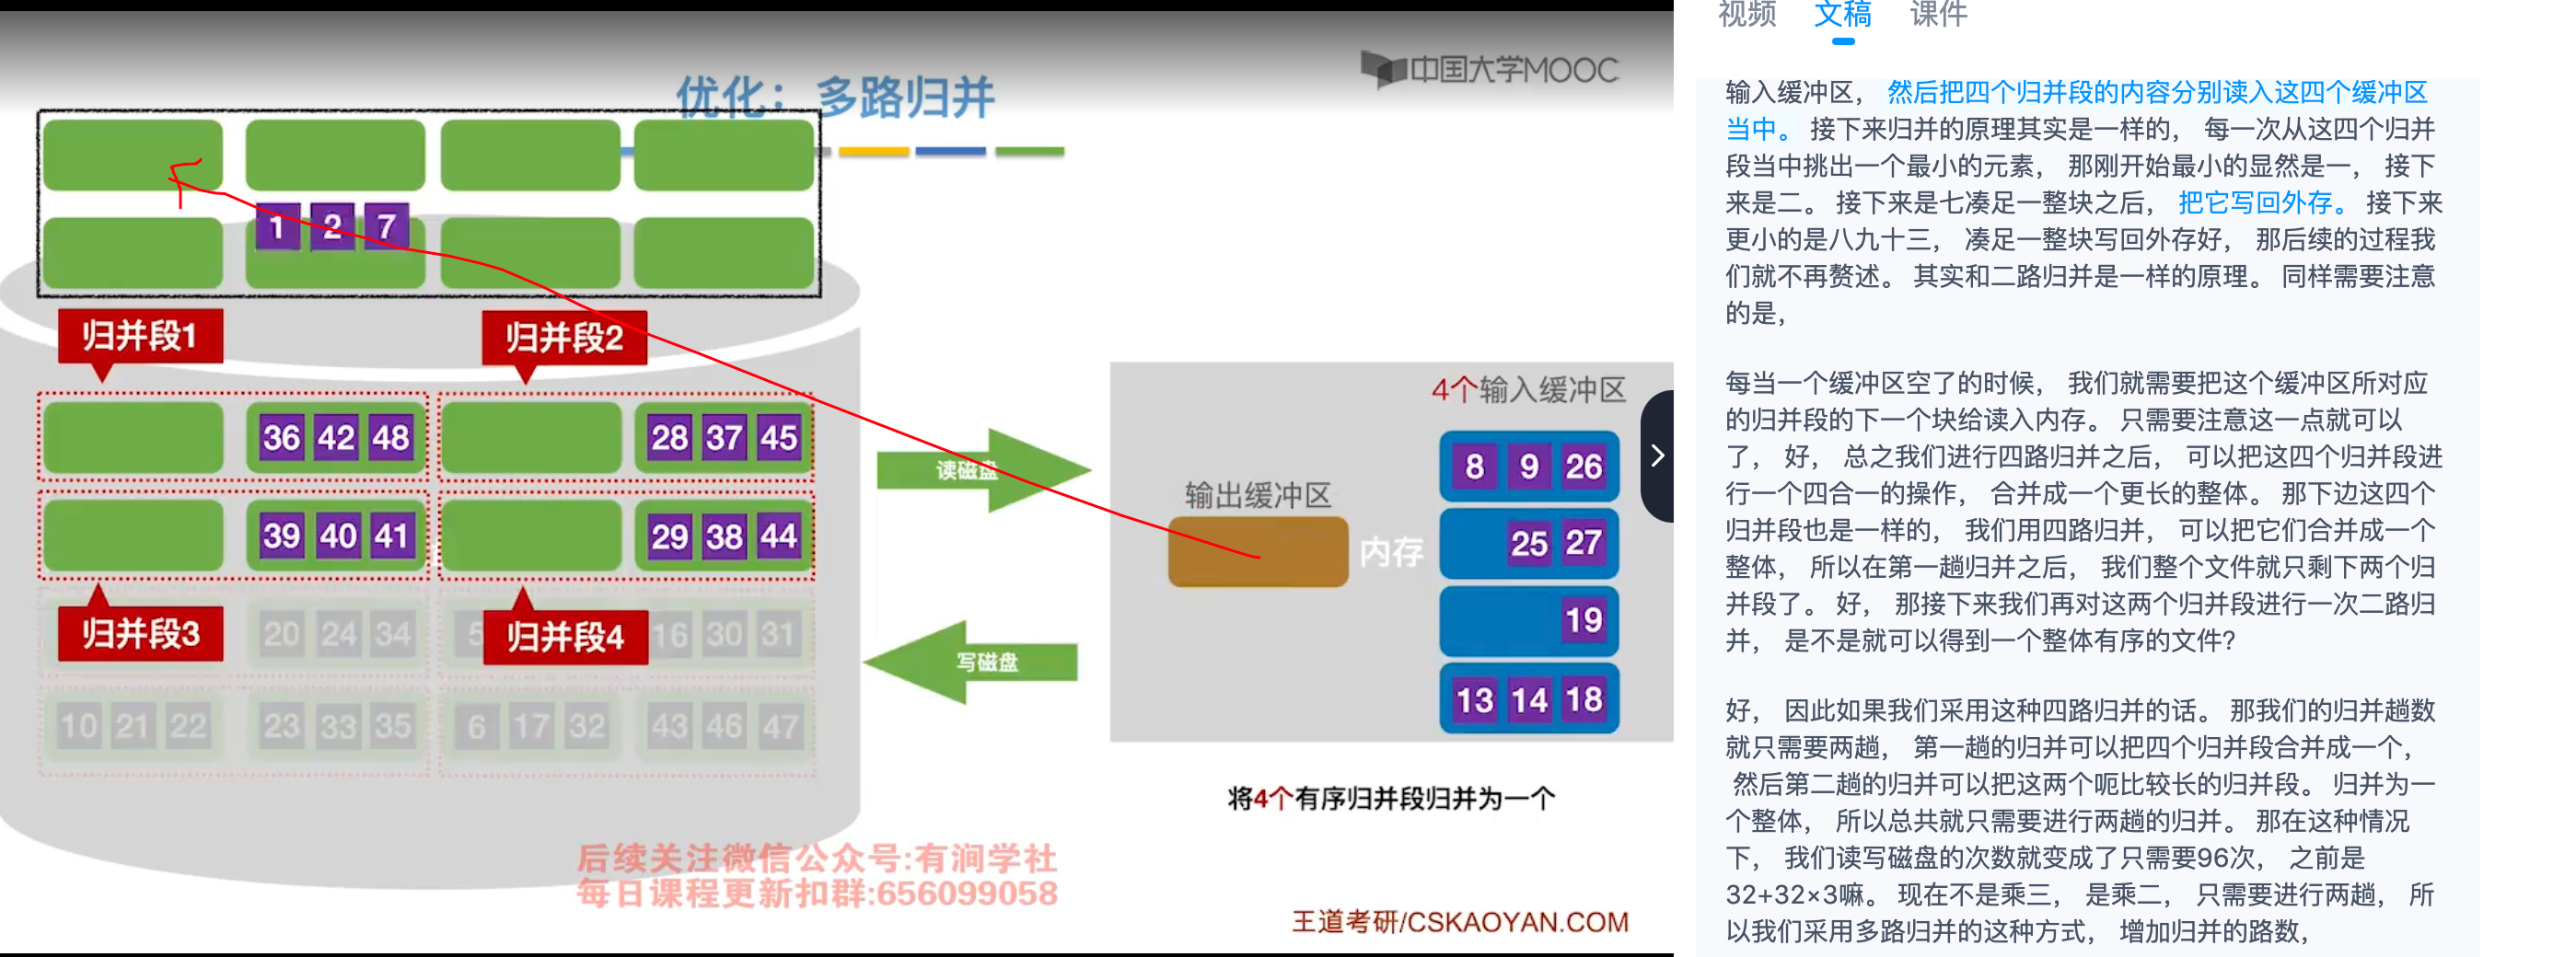 优化：多路归并
中国大学MOOC
1 2 7
归并段1
归并段2
36 42 48
28 37 45
39 40 41
29 38 44
归并段3
20 24 34
5
归并段4
16 30 31
10 21 22
23 33 35
6 17 32
43 46 47
读磁盘
写磁盘
4个输入缓冲区
输出缓冲区
内存
8 9 26
25 27
19
13 14 18
将4个有序归并段归并为一个
后续关注微信公众号:有涧学社
每日课程更新扣群:656099058
王道考研/CSKAOYAN.COM
视频 文稿 课件
输入缓冲区， 然后把四个归并段的内容分别读入这四个缓冲区
当中。 接下来归并的原理其实是一样的， 每一次从这四个归并
段当中挑出一个最小的元素， 那刚开始最小的显然是一， 接下
来是二。 接下来是七凑足一整块之后， 把它写回外存。 接下来
更小的是八九十三， 凑足一整块写回外存好， 那后续的过程我
们就不再赘述。 其实和二路归并是一样的原理。 同样需要注意
的是，
每当一个缓冲区空了的时候， 我们就需要把这个缓冲区所对应
的归并段的下一个块给读入内存。 只需要注意这一点就可以
了， 好， 总之我们进行四路归并之后， 可以把这四个归并段进
行一个四合一的操作， 合并成一个更长的整体。 那下边这四个
归并段也是一样的， 我们用四路归并， 可以把它们合并成一个
整体， 所以在第一趟归并之后， 我们整个文件就只剩下两个归
并段了。 好， 那接下来我们再对这两个归并段进行一次二路归
并， 是不是就可以得到一个整体有序的文件?
好， 因此如果我们采用这种四路归并的话。 那我们的归并趟数
就只需要两趟， 第一趟的归并可以把四个归并段合并成一个，
然后第二趟的归并可以把这两个呃比较长的归并段。 归并为一
个整体， 所以总共就只需要进行两趟的归并。 那在这种情况
下， 我们读写磁盘的次数就变成了只需要96次， 之前是
32+32×3嘛。 现在不是乘三， 是乘二， 只需要进行两趟， 所
以我们采用多路归并的这种方式， 增加归并的路数，